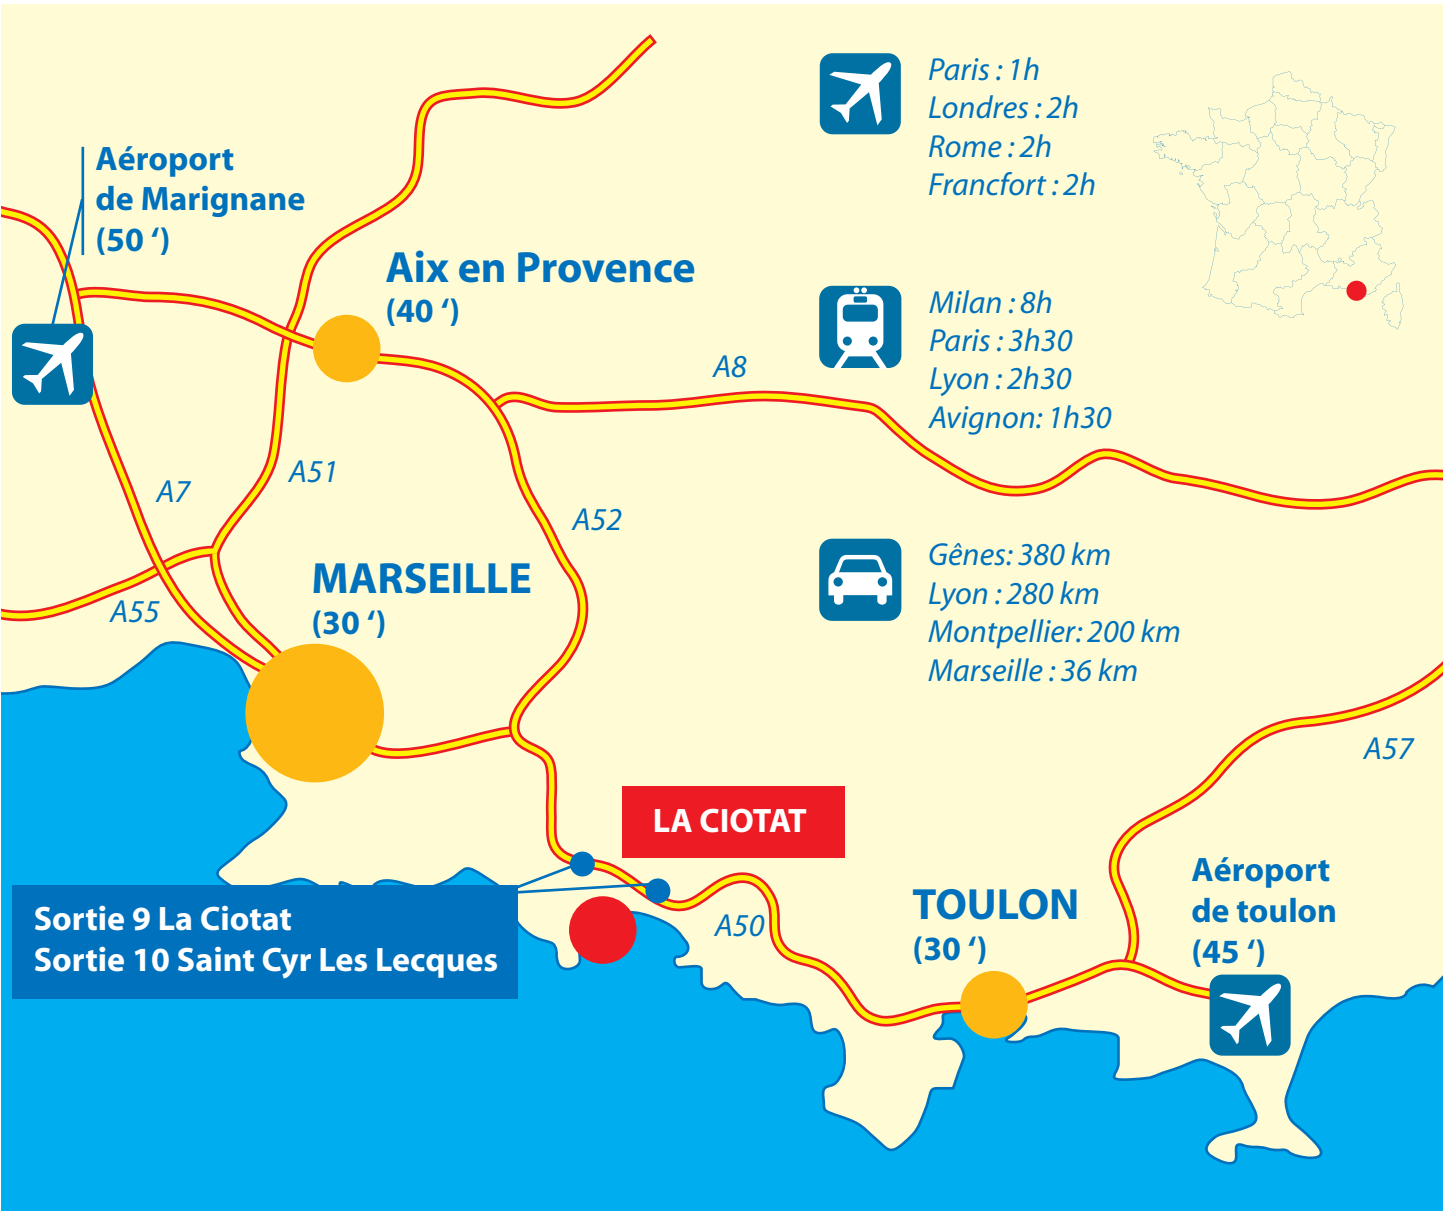 Paris : 1h
Londres : 2h
Rome : 2h
Francfort : 2h
Aéroport
de Marignane
(50 ‘)
Aix en Provence
(40 ‘)
Milan : 8h
Paris : 3h30
Lyon : 2h30
Avignon: 1h30
A8
A51
A7
A52
MARSEILLE
(30 ‘)
A55
Gênes: 380 km
Lyon : 280 km
Montpellier: 200 km
Marseille : 36 km
A57
LA CIOTAT
Sortie 9 La Ciotat
Sortie 10 Saint Cyr Les Lecques
A50
TOULON
(30 ‘)
Aéroport
de toulon
(45 ‘)